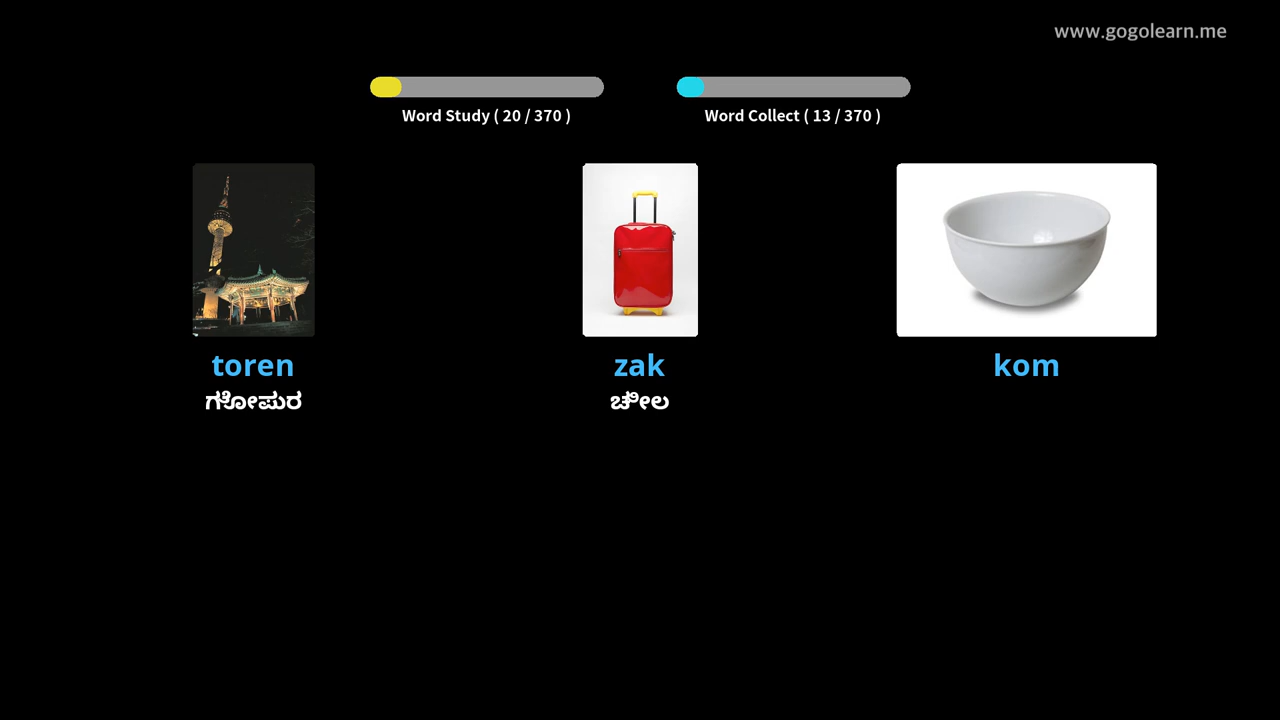 www.gogolearn.me
Word Study ( 20 / 370 )
Word Collect ( 13 / 370 )
toren
zak
kom
ಗೋಪುರ
ಚೀಲ